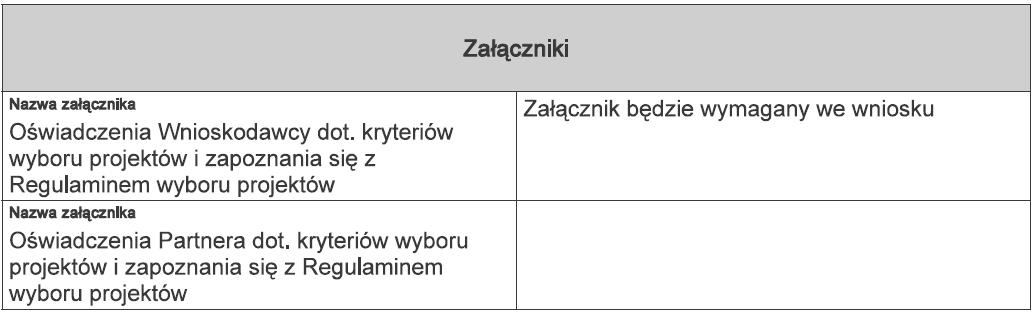 Załączniki
Nazwa załącznika
Oświadczenia Wnioskodawcy dot. kryteriów
wyboru projektów i zapoznania się z
Regulaminem wyboru projektów
Załącznik będzie wymagany we wniosku
Nazwa załącznika
Oświadczenia Partnera dot. kryteriów wyboru
projektów i zapoznania się z Regulaminem
wyboru projektów